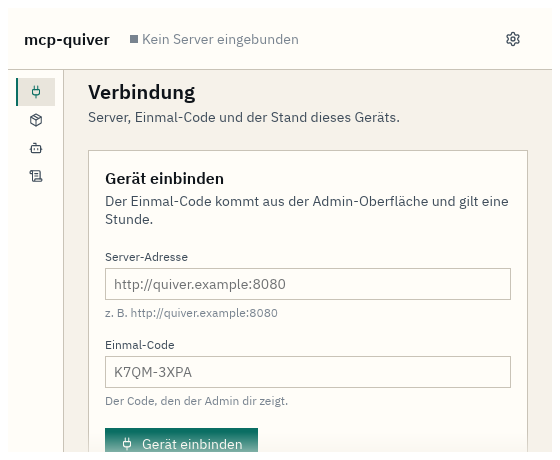 mcp-quiver
Kein Server eingebunden
Verbindung
Server, Einmal-Code und der Stand dieses Geräts.
Gerät einbinden
Der Einmal-Code kommt aus der Admin-Oberfläche und gilt eine
Stunde.
Server-Adresse
http://quiver.example:8080
z. B. http://quiver.example:8080
Einmal-Code
K7QM-3XPA
Der Code, den der Admin dir zeigt.
Gerät einbinden